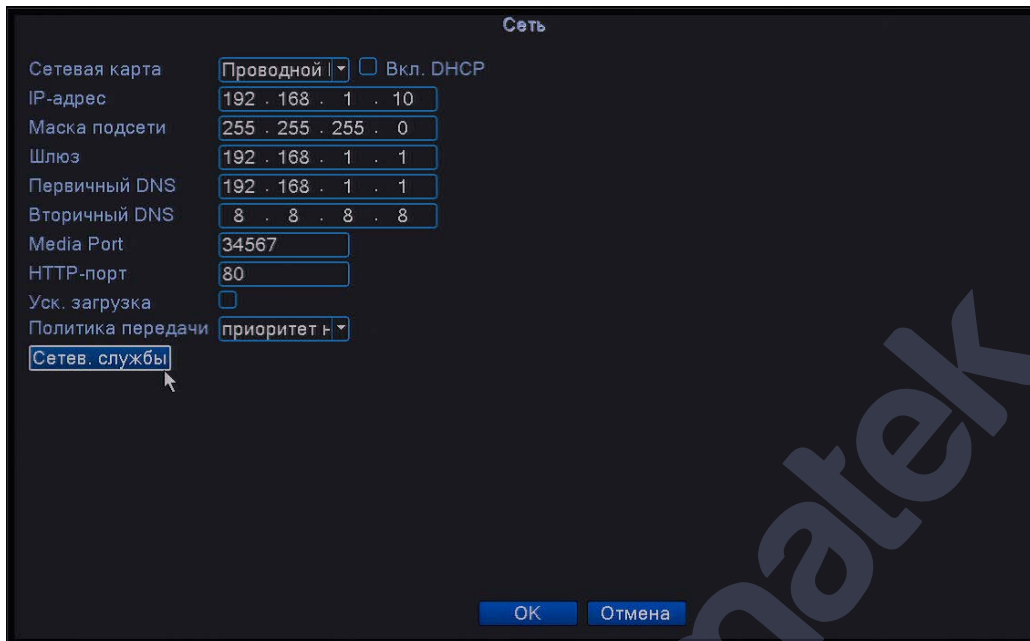 Сеть
Сетевая карта Проводной Вкл. DHCP
IP-адрес 192 . 168 . 1 . 10
Маска подсети 255 . 255 . 255 . 0
Шлюз 192 . 168 . 1 . 1
Первичный DNS 192 . 168 . 1 . 1
Вторичный DNS 8 . 8 . 8 . 8
Media Port 34567
HTTP-порт 80
Уск. загрузка
Политика передачи приоритет н
Сетев. службы
OK Отмена
matek